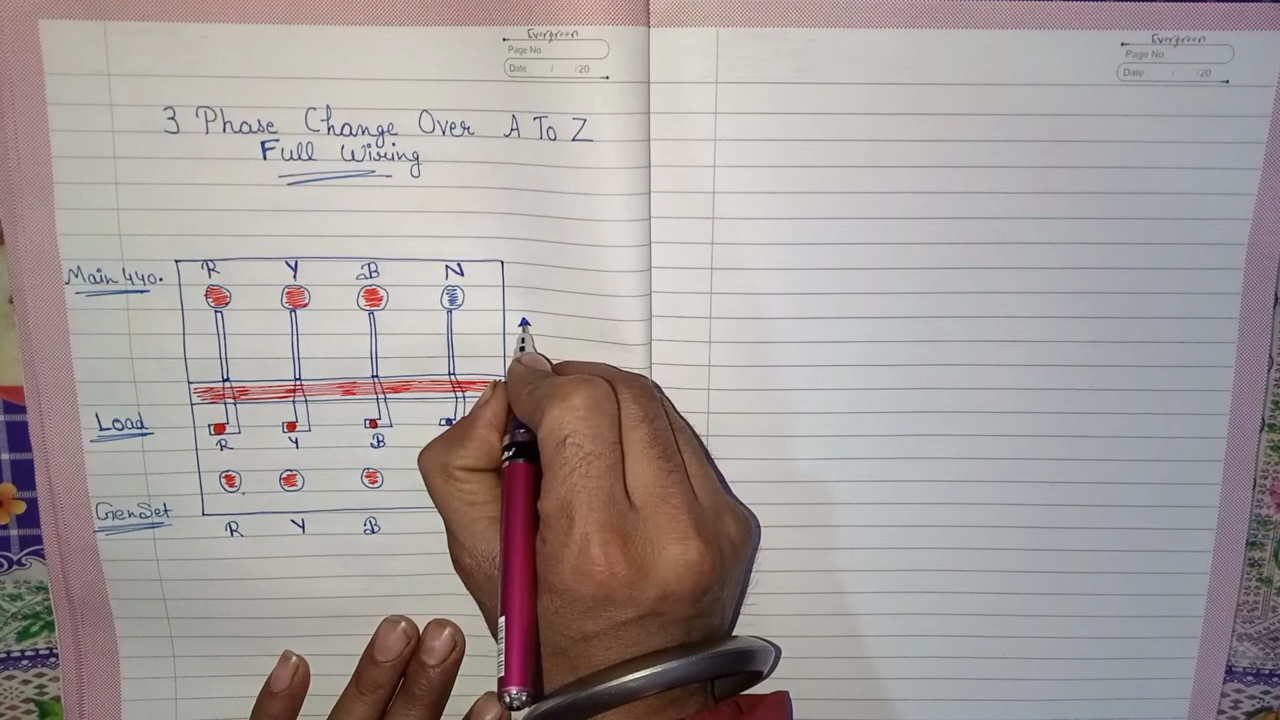 Evergreen
Page No.
Date / /20
Evergreen
Page No.
Date / /20
3 Phase Change Over A To Z
Full Wiring
Main 440.
R Y B N
Load
R Y B
GenSet
R Y B